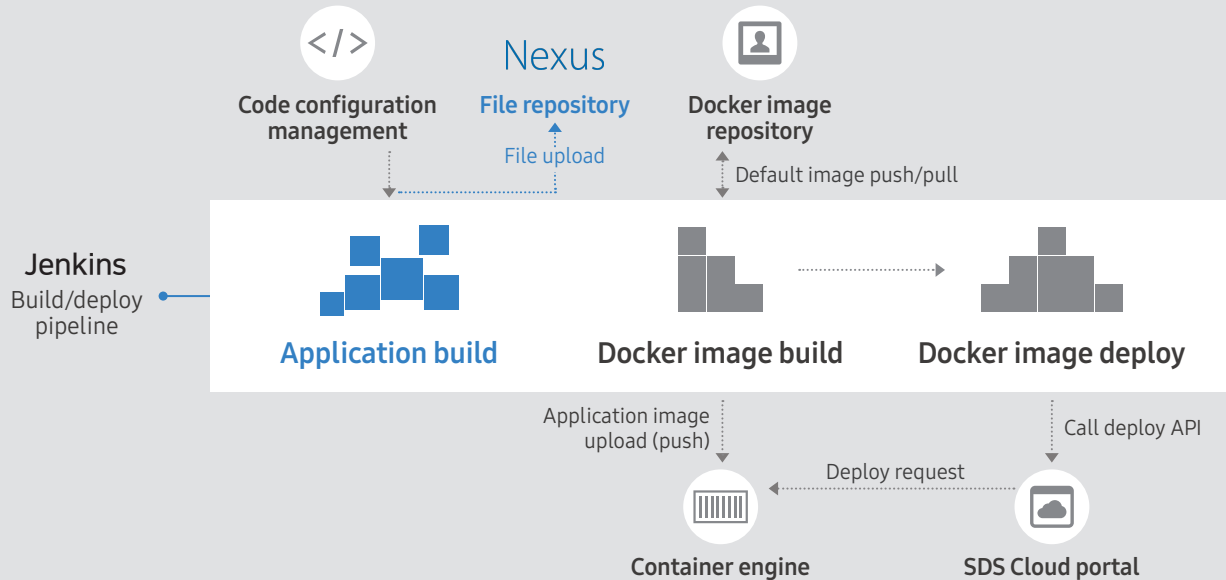 </>
Nexus
Code configuration
management
File repository
Docker image
repository
File upload
Default image push/pull
Jenkins
Build/deploy
pipeline
Application build
Docker image build
Docker image deploy
Application image
upload (push)
Call deploy API
Deploy request
Container engine
SDS Cloud portal